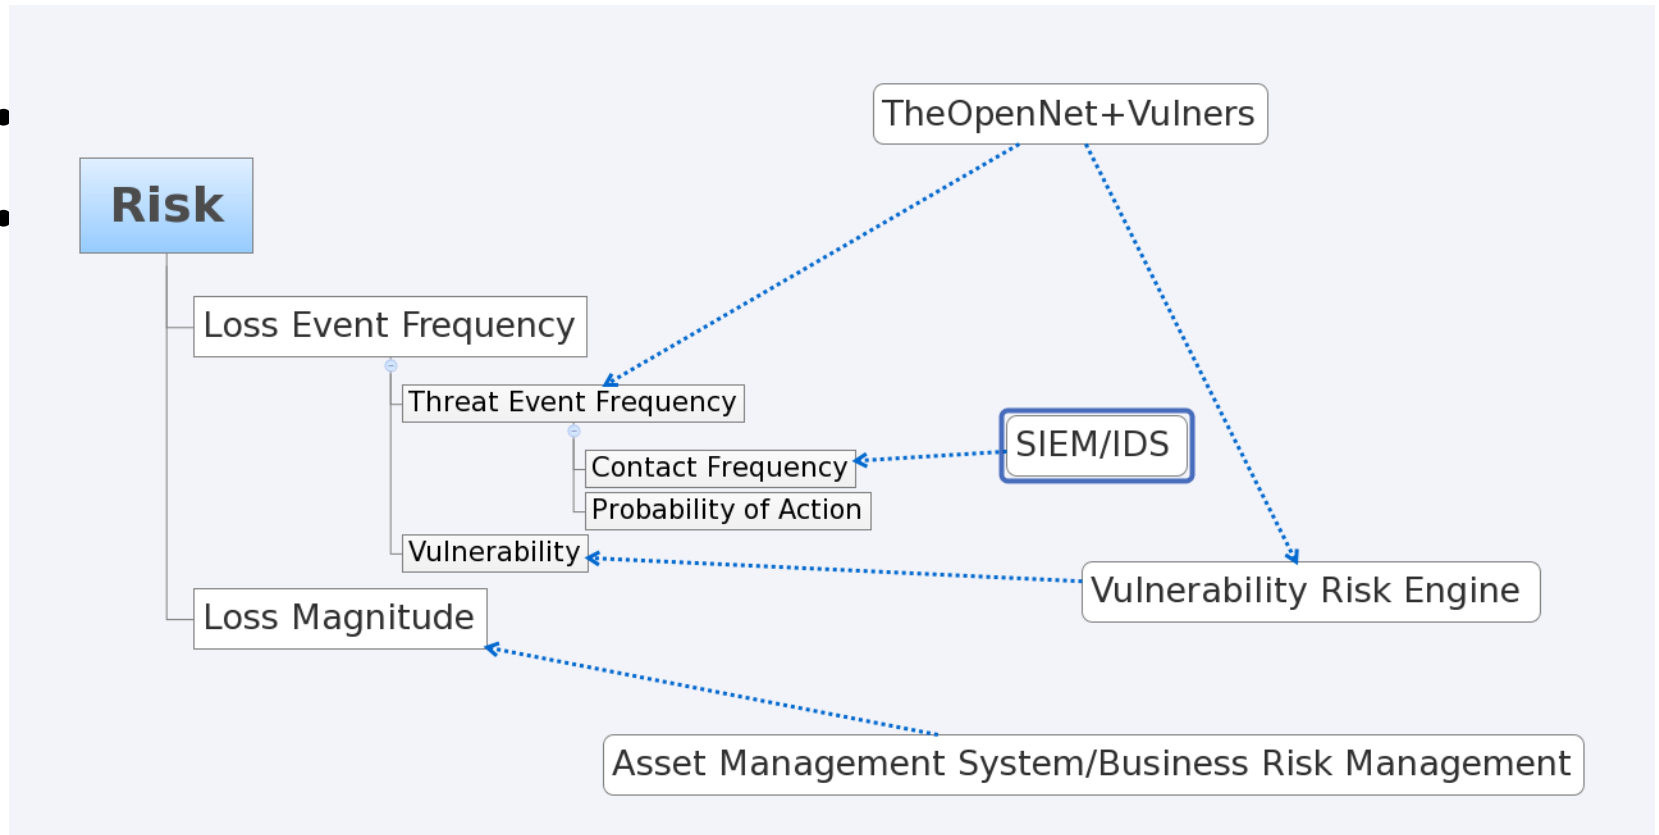 TheOpenNet+Vulners
Risk
Loss Event Frequency
Threat Event Frequency
SIEM/IDS
Contact Frequency
Probability of Action
Vulnerability
Vulnerability Risk Engine
Loss Magnitude
Asset Management System/Business Risk Management